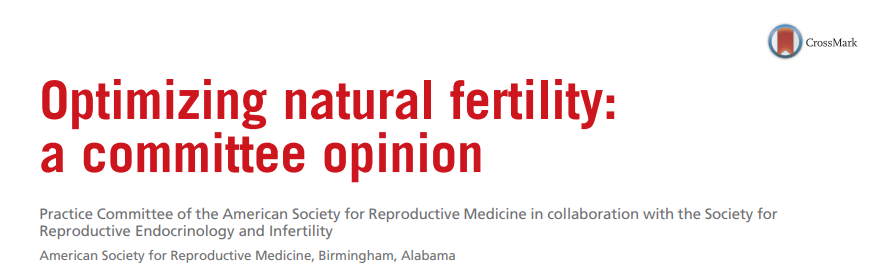 CrossMark
Optimizing natural fertility:
a committee opinion
Practice Committee of the American Society for Reproductive Medicine in collaboration with the Society for
Reproductive Endocrinology and Infertility
American Society for Reproductive Medicine, Birmingham, Alabama